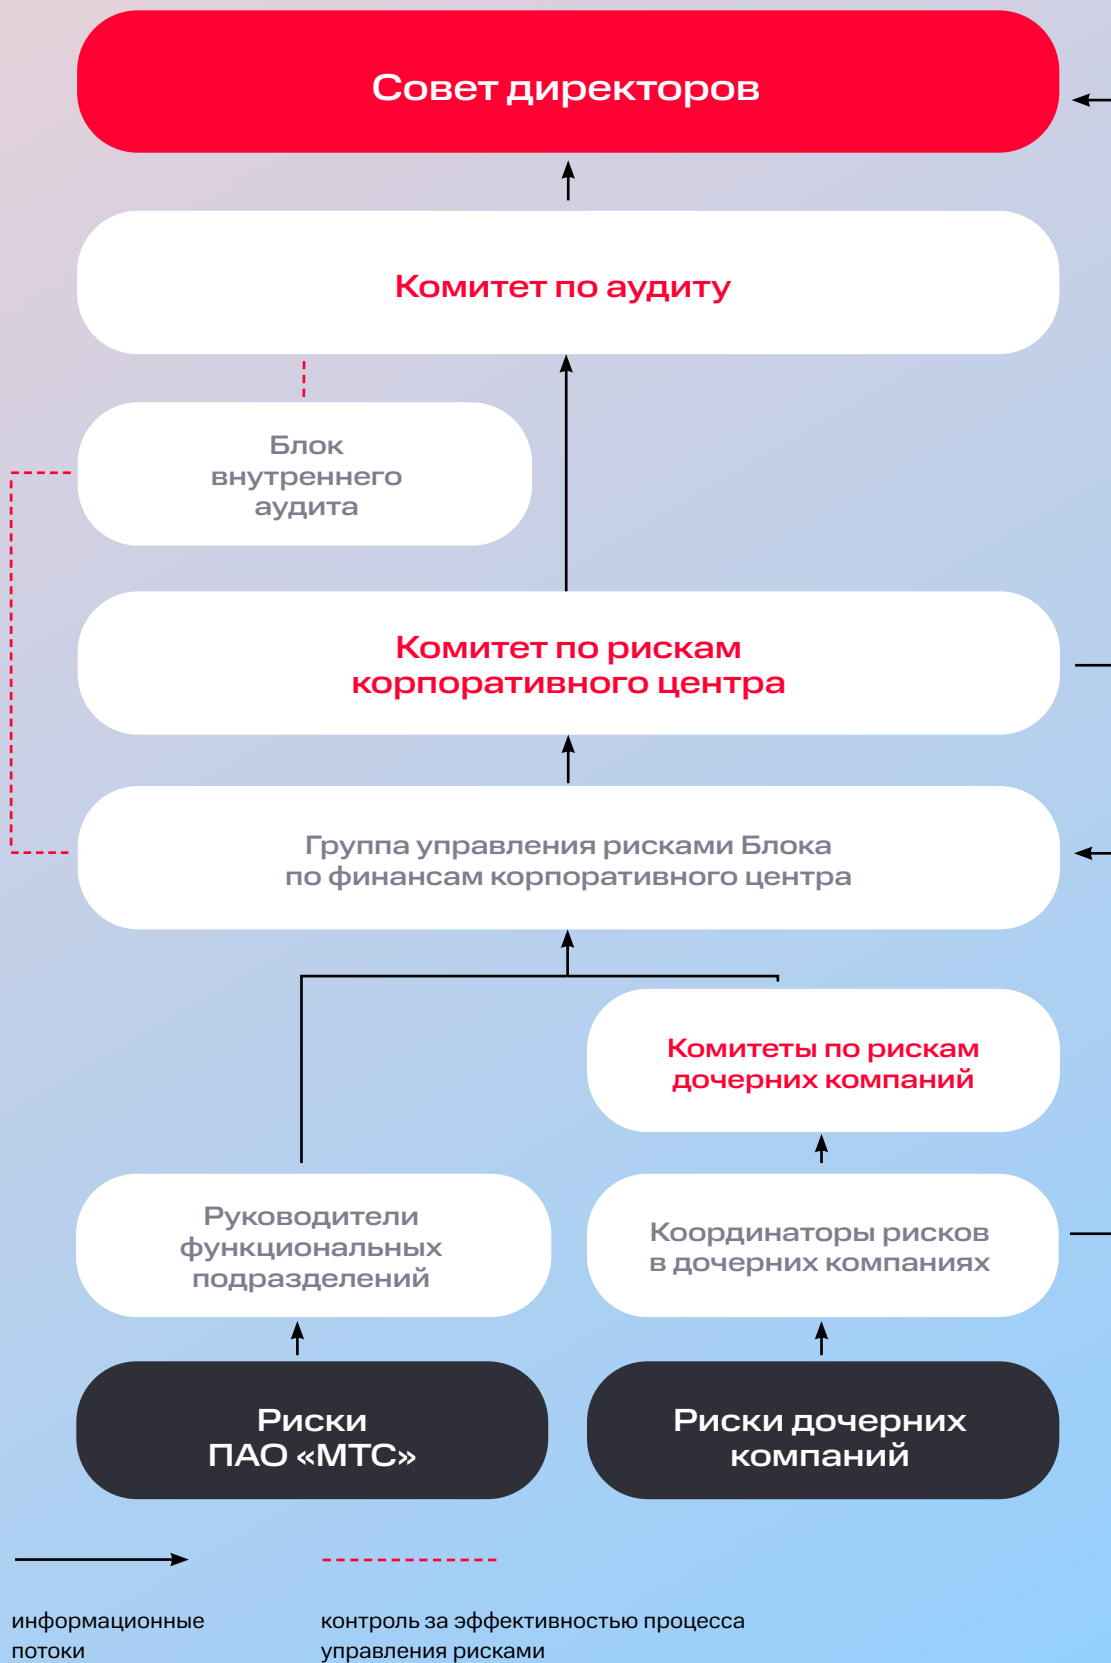 Совет директоров
Комитет по аудиту
Блок
внутреннего
аудита
Комитет по рискам
корпоративного центра
Группа управления рисками Блока
по финансам корпоративного центра
Комитеты по рискам
дочерних компаний
Руководители
функциональных
подразделений
Координаторы рисков
в дочерних компаниях
Риски
ПАО «МТС»
Риски дочерних
компаний
информационные
потоки
контроль за эффективностью процесса
управления рисками